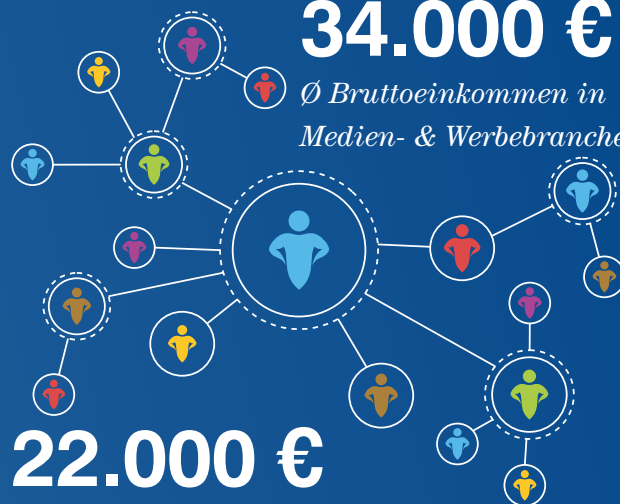 34.000 €
Ø Bruttoeinkommen in
Medien- & Werbebranche
22.000 €